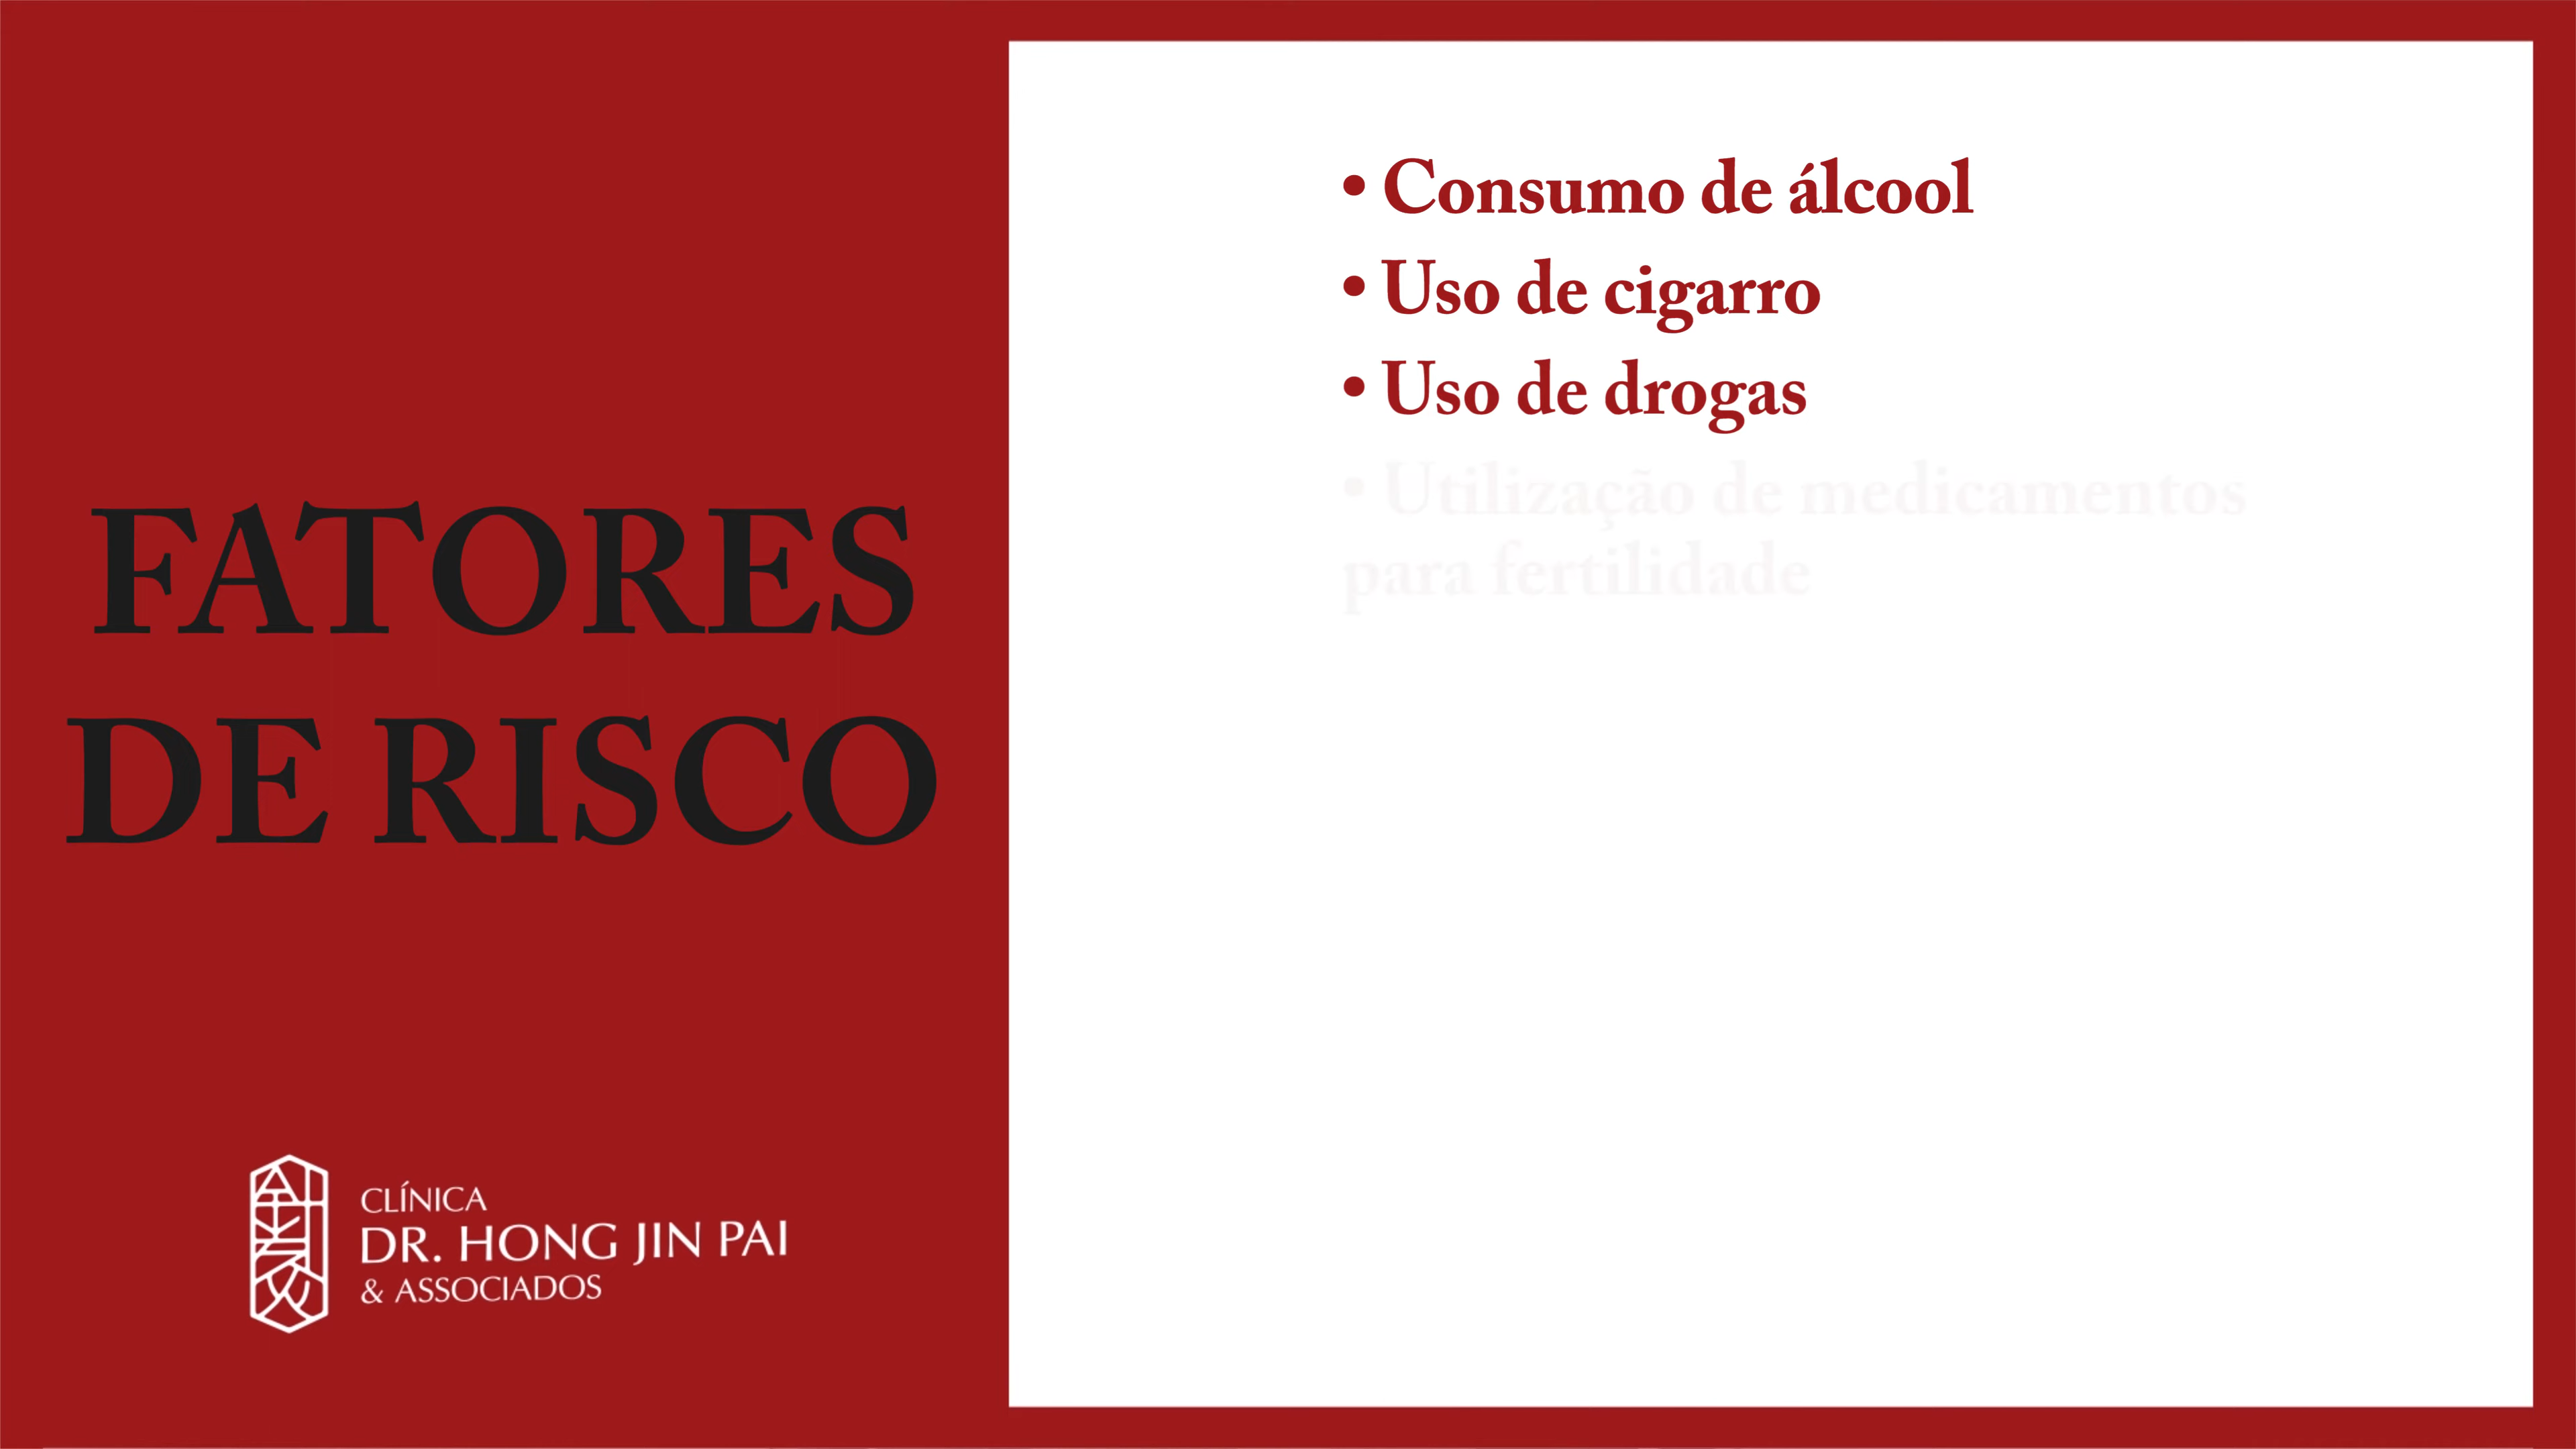 FATORES
DE RISCO
• Consumo de álcool
• Uso de cigarro
• Uso de drogas
• Utilização de medicamentos
para fertilidade
CLÍNICA
DR. HONG JIN PAI
& ASSOCIADOS